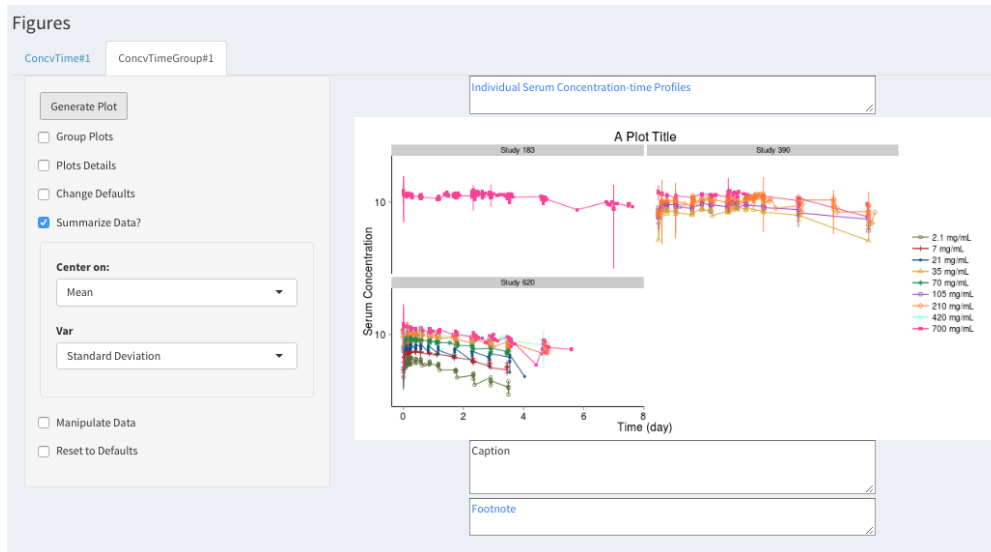 Figures
ConcvTime#1
ConcvTimeGroup#1
Generate Plot
Group Plots
Plots Details
Change Defaults
Summarize Data?
Center on:
Mean
Var
Standard Deviation
Manipulate Data
Reset to Defaults
Individual Serum Concentration-time Profiles
A Plot Title
Study 183
Study 390
10
Study 620
10
Serum Concentration
0 2 4 6 8
Time (day)
2.1 mg/mL
7 mg/mL
21 mg/mL
35 mg/mL
70 mg/mL
105 mg/mL
210 mg/mL
420 mg/mL
700 mg/mL
Caption
Footnote